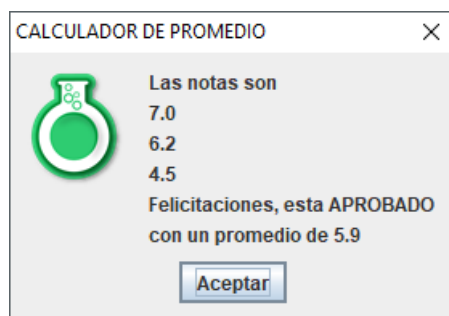 CALCULADOR DE PROMEDIO
Las notas son
7.0
6.2
4.5
Felicitaciones, esta APROBADO
con un promedio de 5.9
Aceptar